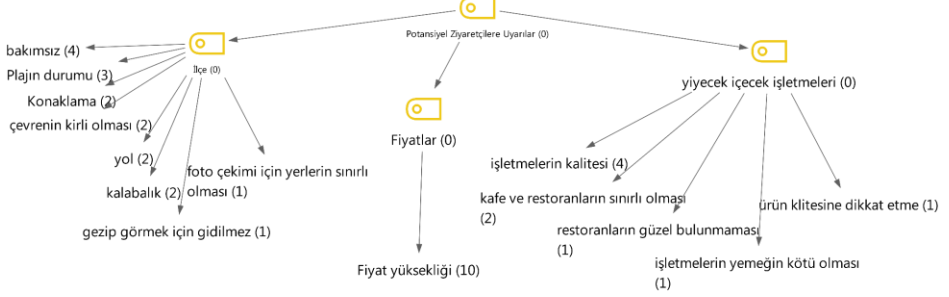 Potansiyel Ziyaretçilere Uyarılar (0)
İlçe (0)
bakımsız (4)
Plajın durumu (3)
Konaklama (2)
çevrenin kirli olması (2)
yol (2)
kalabalık (2)
foto çekimi için yerlerin sınırlı
olması (1)
gezip görmek için gidilmez (1)
Fiyatlar (0)
Fiyat yüksekliği (10)
yiyecek içecek işletmeleri (0)
işletmelerin kalitesi (4)
kafe ve restoranların sınırlı olması
(2)
restoranların güzel bulunmaması
(1)
işletmelerin yemeğin kötü olması
(1)
ürün klitesine dikkat etme (1)